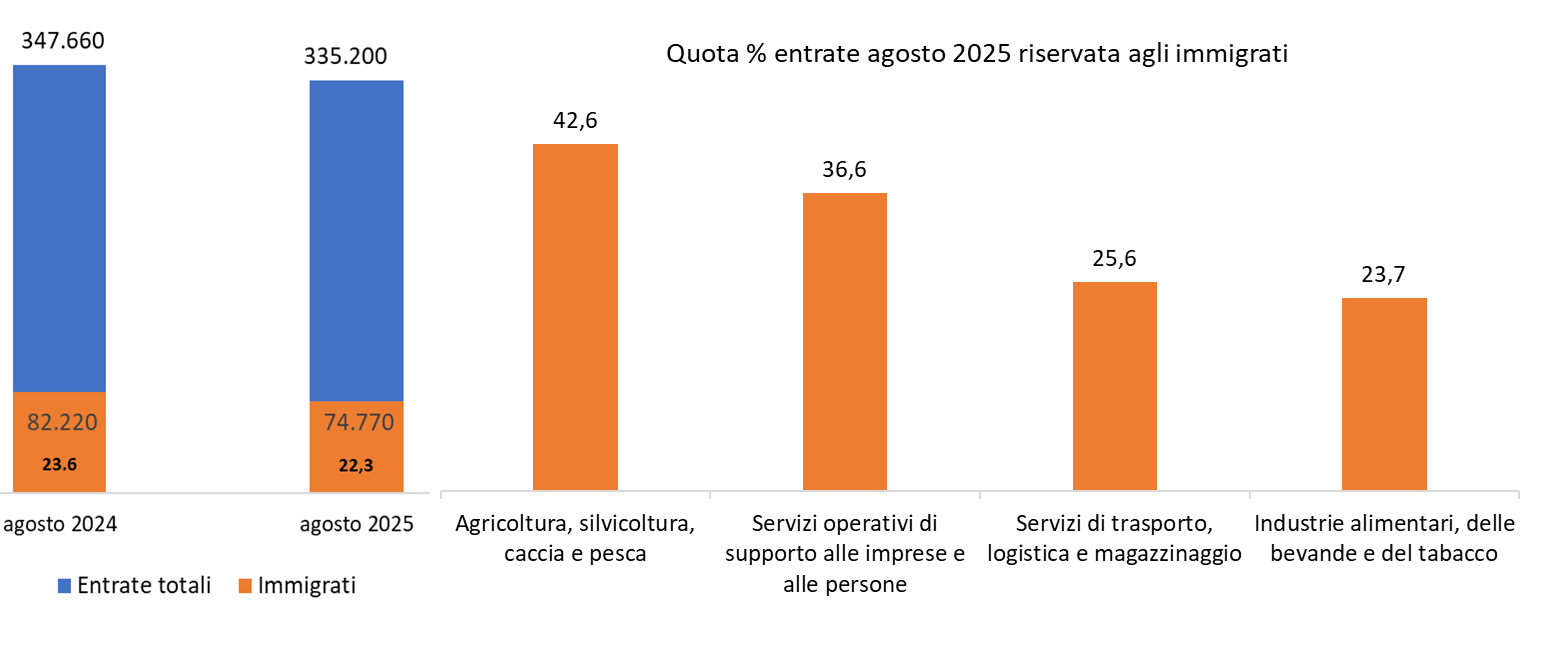 347.660
335.200
82.220
74.770
23.6
22,3
agosto 2024
agosto 2025
Entrate totali
Immigrati
Quota % entrate agosto 2025 riservata agli immigrati
42,6
36,6
25,6
23,7
Agricoltura, silvicoltura,
caccia e pesca
Servizi operativi di
supporto alle imprese e
alle persone
Servizi di trasporto,
logistica e magazzinaggio
Industrie alimentari, delle
bevande e del tabacco